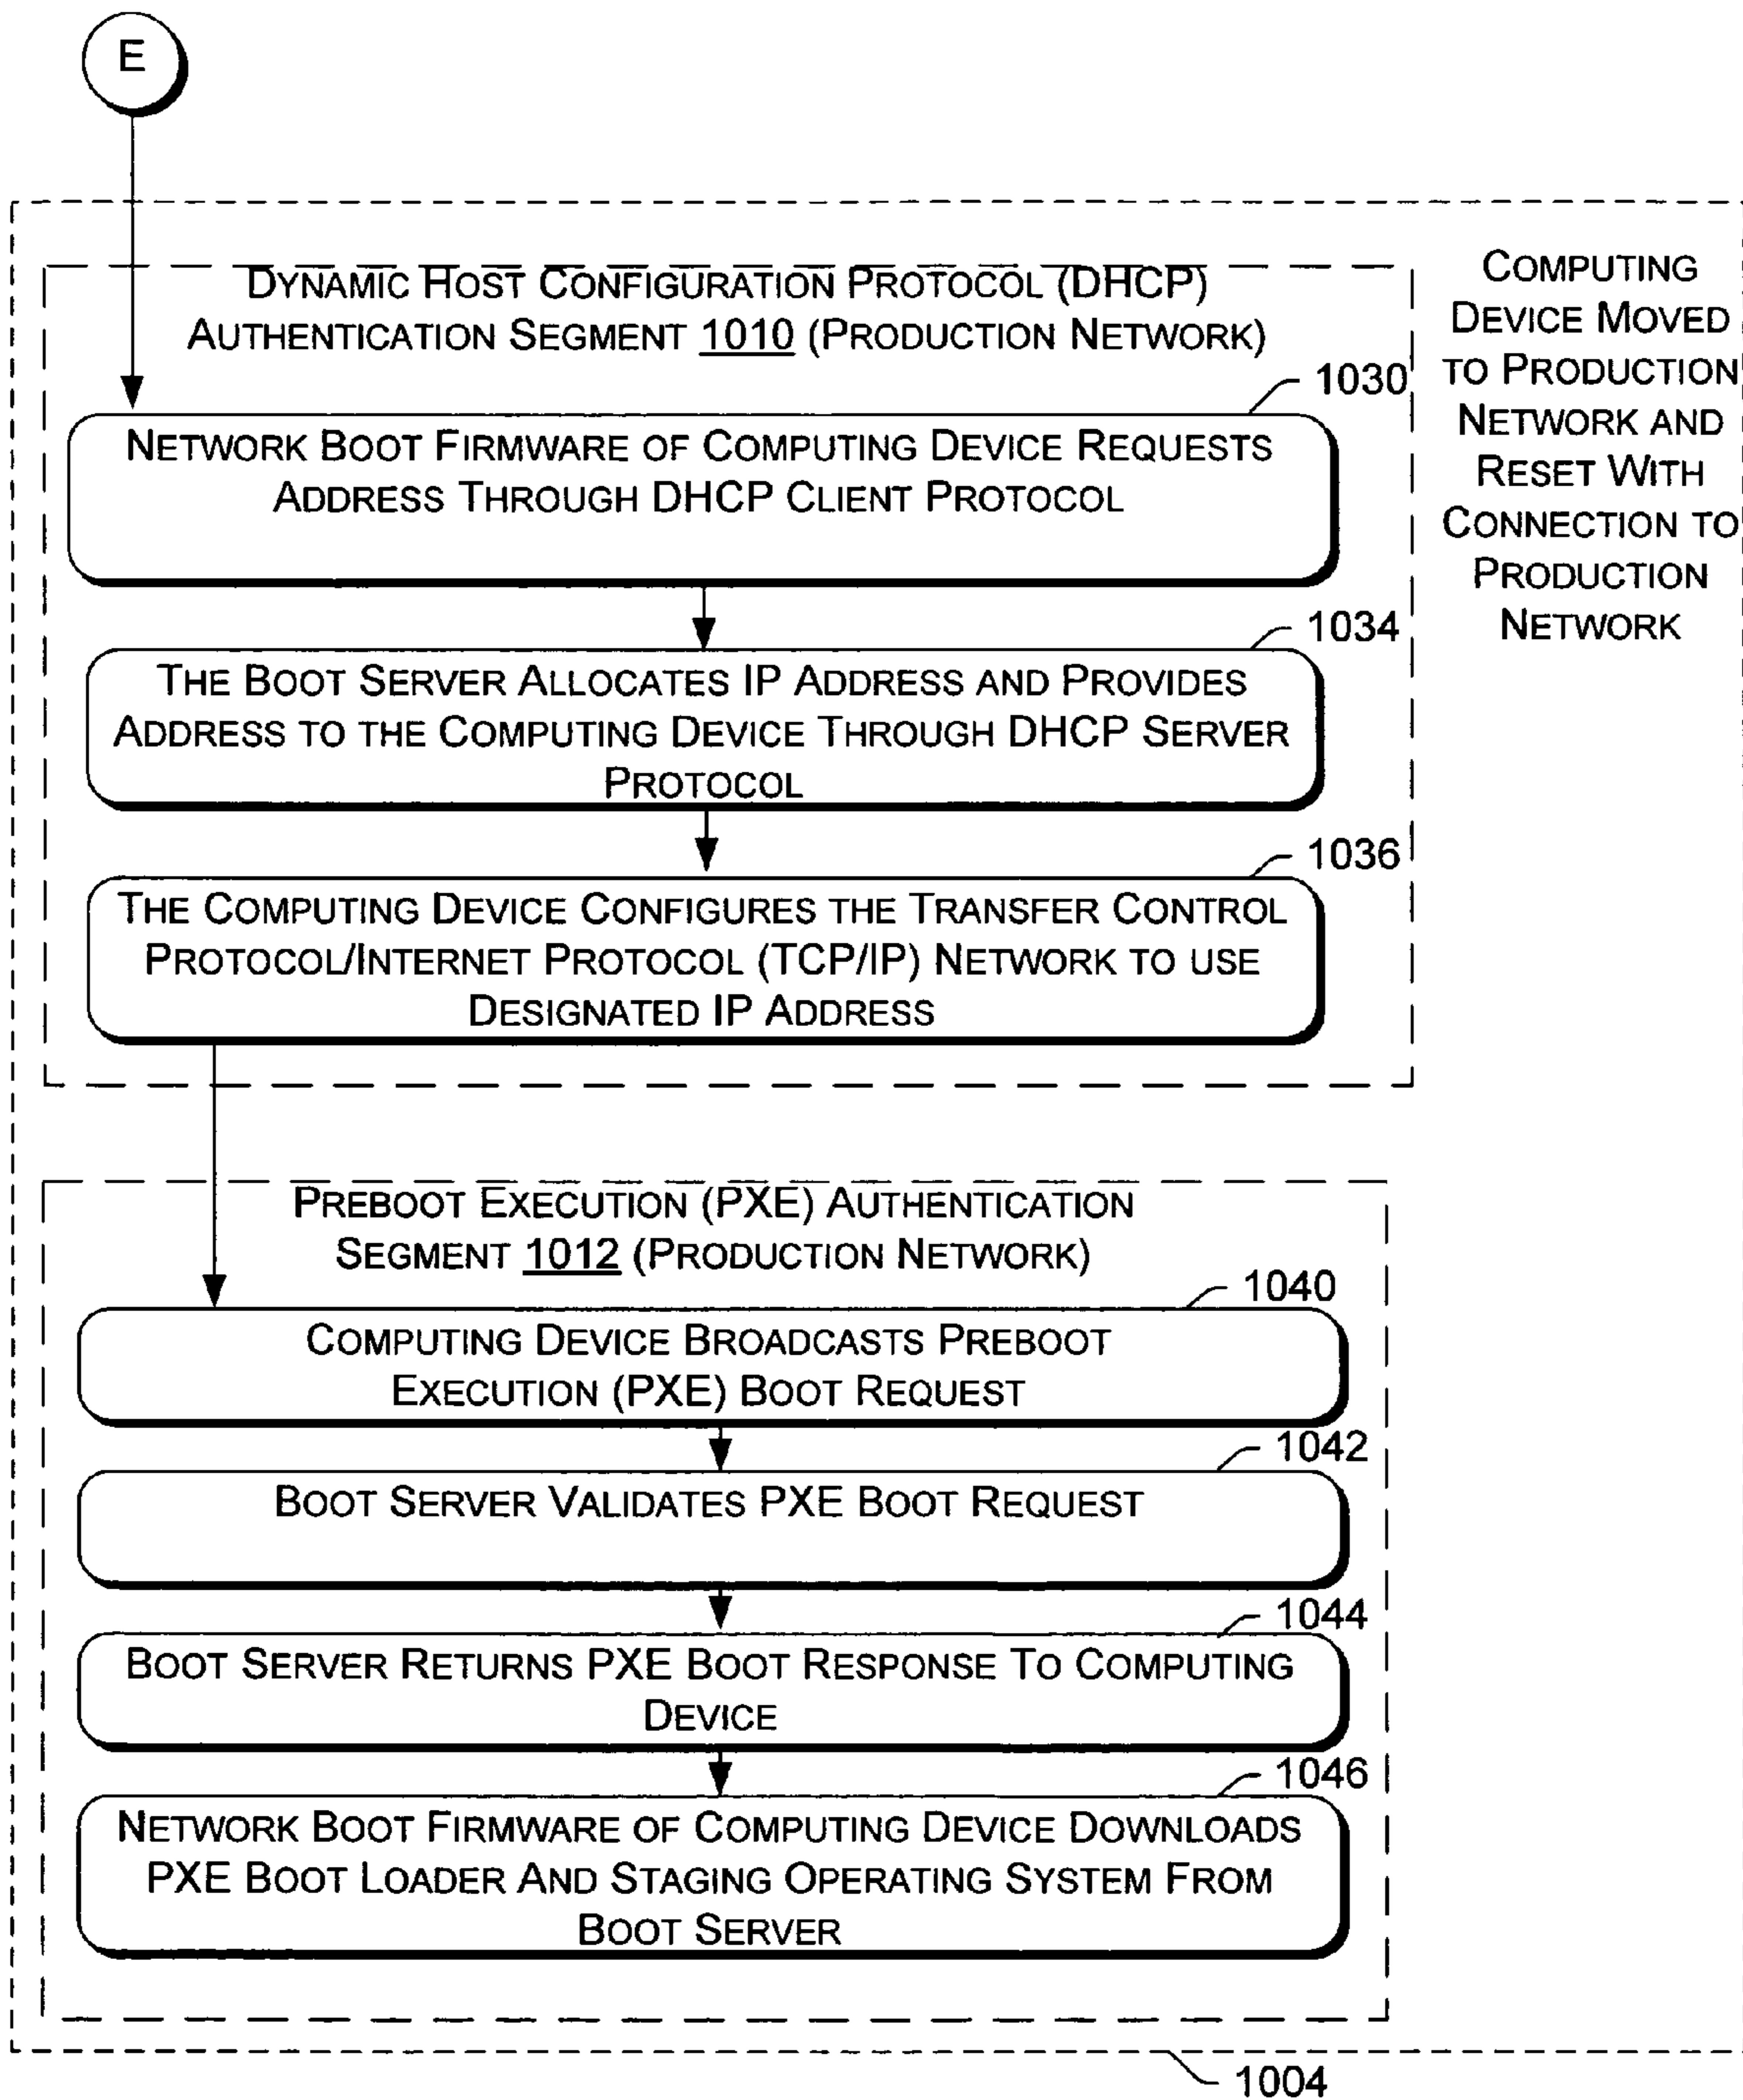 E
DYNAMIC HOST CONFIGURATION PROTOCOL (DHCP)
AUTHENTICATION SEGMENT 1010 (PRODUCTION NETWORK)
1030
NETWORK BOOT FIRMWARE OF COMPUTING DEVICE REQUESTS
ADDRESS THROUGH DHCP CLIENT PROTOCOL
1034
THE BOOT SERVER ALLOCATES IP ADDRESS AND PROVIDES
ADDRESS TO THE COMPUTING DEVICE THROUGH DHCP SERVER
PROTOCOL
1036
THE COMPUTING DEVICE CONFIGURES THE TRANSFER CONTROL
PROTOCOL/INTERNET PROTOCOL (TCP/IP) NETWORK TO USE
DESIGNATED IP ADDRESS
COMPUTING
DEVICE MOVED
TO PRODUCTION
NETWORK AND
RESET WITH
CONNECTION TO
PRODUCTION
NETWORK
PREBOOT EXECUTION (PXE) AUTHENTICATION
SEGMENT 1012 (PRODUCTION NETWORK)
1040
COMPUTING DEVICE BROADCASTS PREBOOT
EXECUTION (PXE) BOOT REQUEST
1042
BOOT SERVER VALIDATES PXE BOOT REQUEST
1044
BOOT SERVER RETURNS PXE BOOT RESPONSE TO COMPUTING
DEVICE
1046
NETWORK BOOT FIRMWARE OF COMPUTING DEVICE DOWNLOADS
PXE BOOT LOADER AND STAGING OPERATING SYSTEM FROM
BOOT SERVER
1004